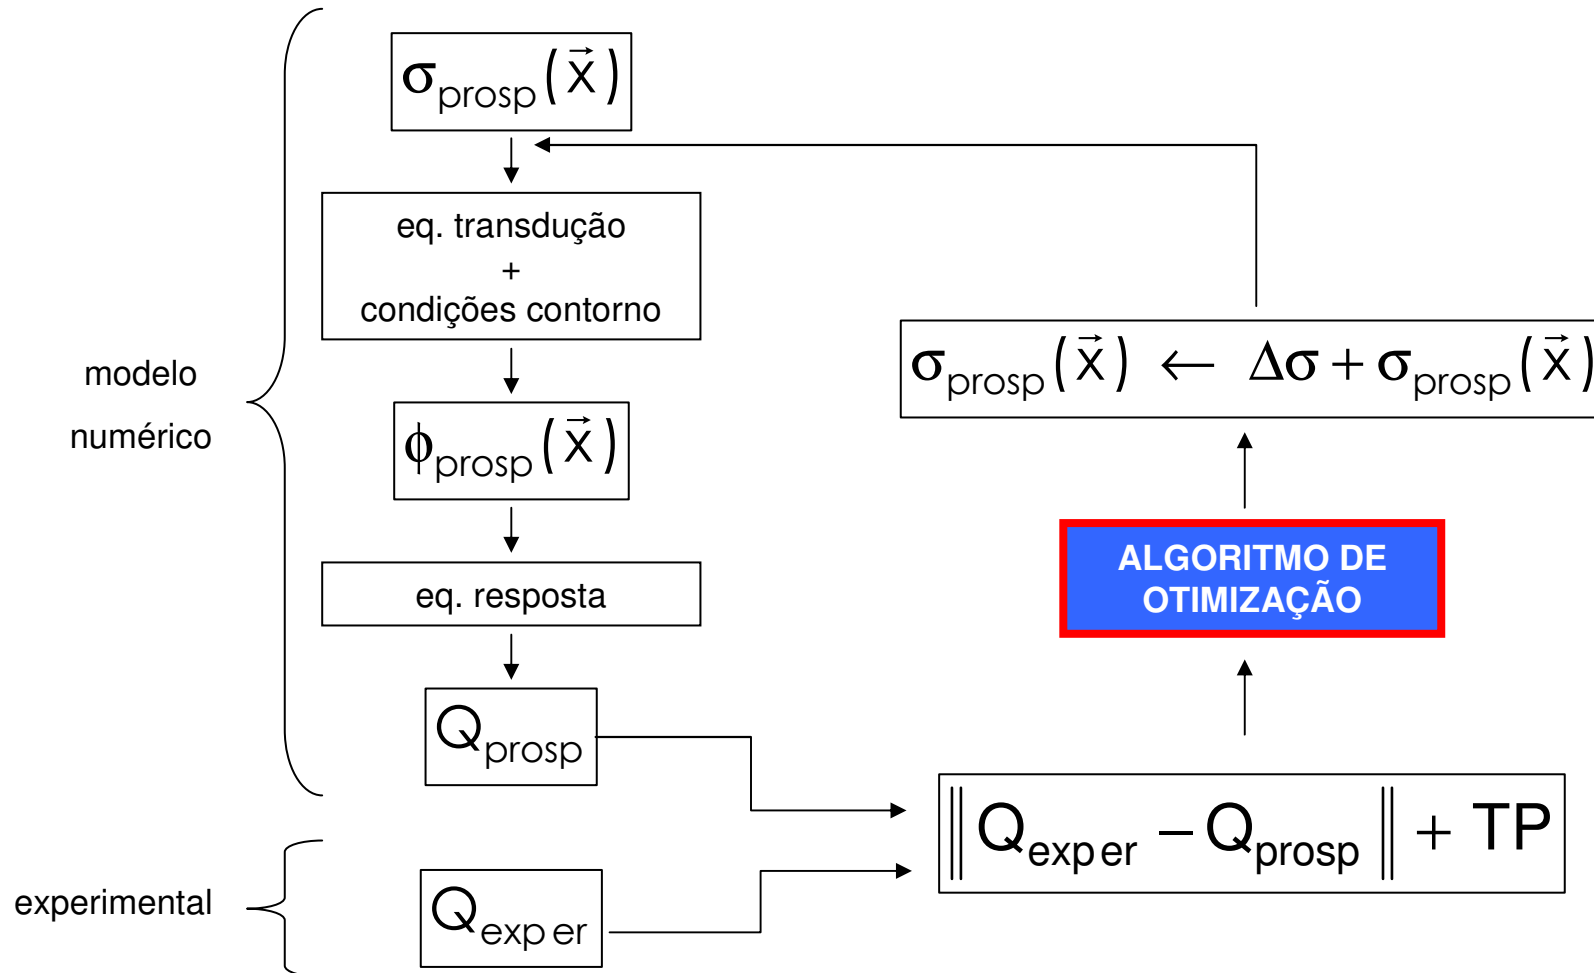 σprosp(x⃗)
eq. transdução
+
condições contorno
modelo
numérico
ϕprosp(x⃗)
eq. resposta
Qprosp
experimental
Qexper
σprosp(x⃗) ← Δσ + σprosp(x⃗)
ALGORITMO DE
OTIMIZAÇÃO
‖Qexper − Qprosp‖ + TP